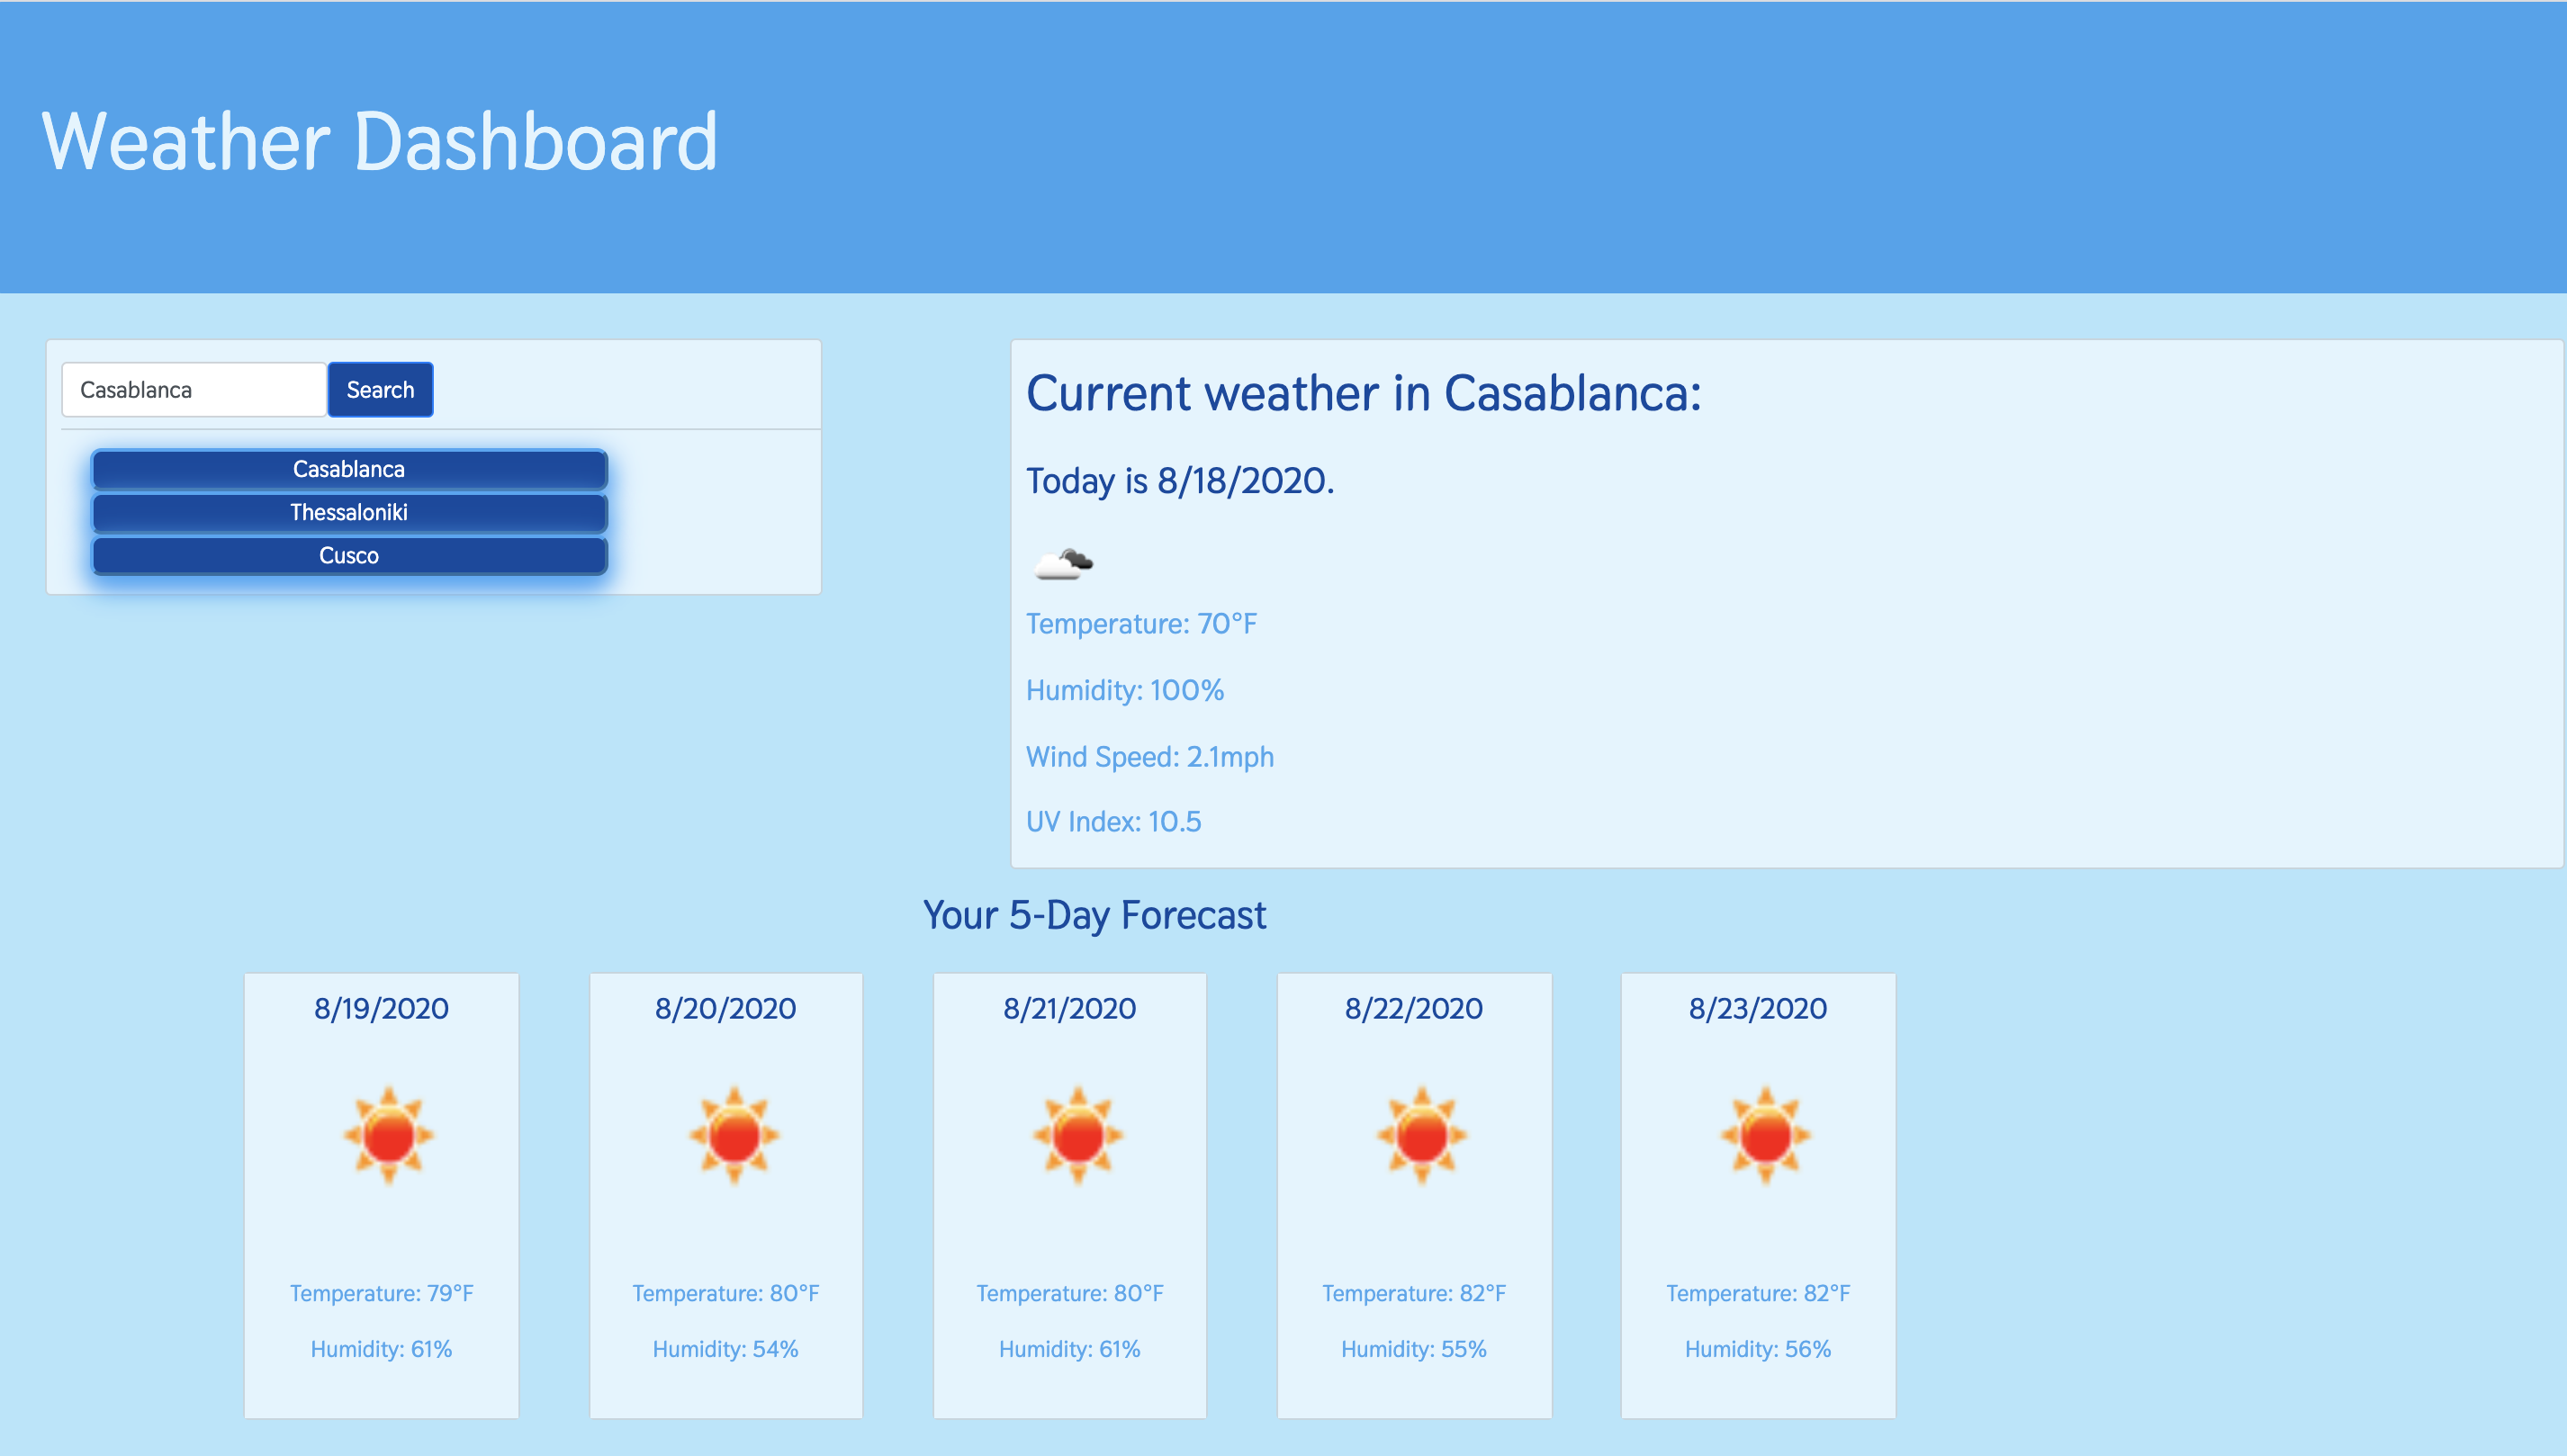 Weather Dashboard
Casablanca
Search
Casablanca
Thessaloniki
Cusco
Current weather in Casablanca:
Today is 8/18/2020.
Temperature: 70°F
Humidity: 100%
Wind Speed: 2.1mph
UV Index: 10.5
Your 5-Day Forecast
8/19/2020
Temperature: 79°F
Humidity: 61%
8/20/2020
Temperature: 80°F
Humidity: 54%
8/21/2020
Temperature: 80°F
Humidity: 61%
8/22/2020
Temperature: 82°F
Humidity: 55%
8/23/2020
Temperature: 82°F
Humidity: 56%